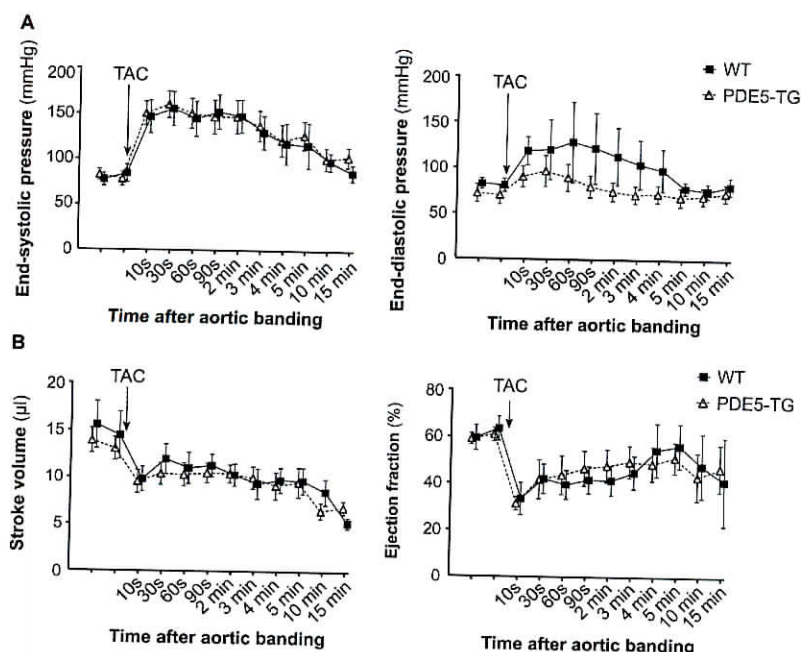 A
End-systolic pressure (mmHg)
200
150
100
50
0
TAC
10s
30s
60s
90s
2 min
3 min
4 min
5 min
10 min
15 min
Time after aortic banding
End-diastolic pressure (mmHg)
200
150
100
50
0
TAC
WT
PDE5-TG
10s
30s
60s
90s
2 min
3 min
4 min
5 min
10 min
15 min
Time after aortic banding
B
Stroke volume (µl)
20
15
10
5
0
TAC
10s
30s
60s
90s
2 min
3 min
4 min
5 min
10 min
15 min
Time after aortic banding
Ejection fraction (%)
80
60
40
20
0
TAC
WT
PDE5-TG
10s
30s
60s
90s
2 min
3 min
4 min
5 min
10 min
15 min
Time after aortic banding